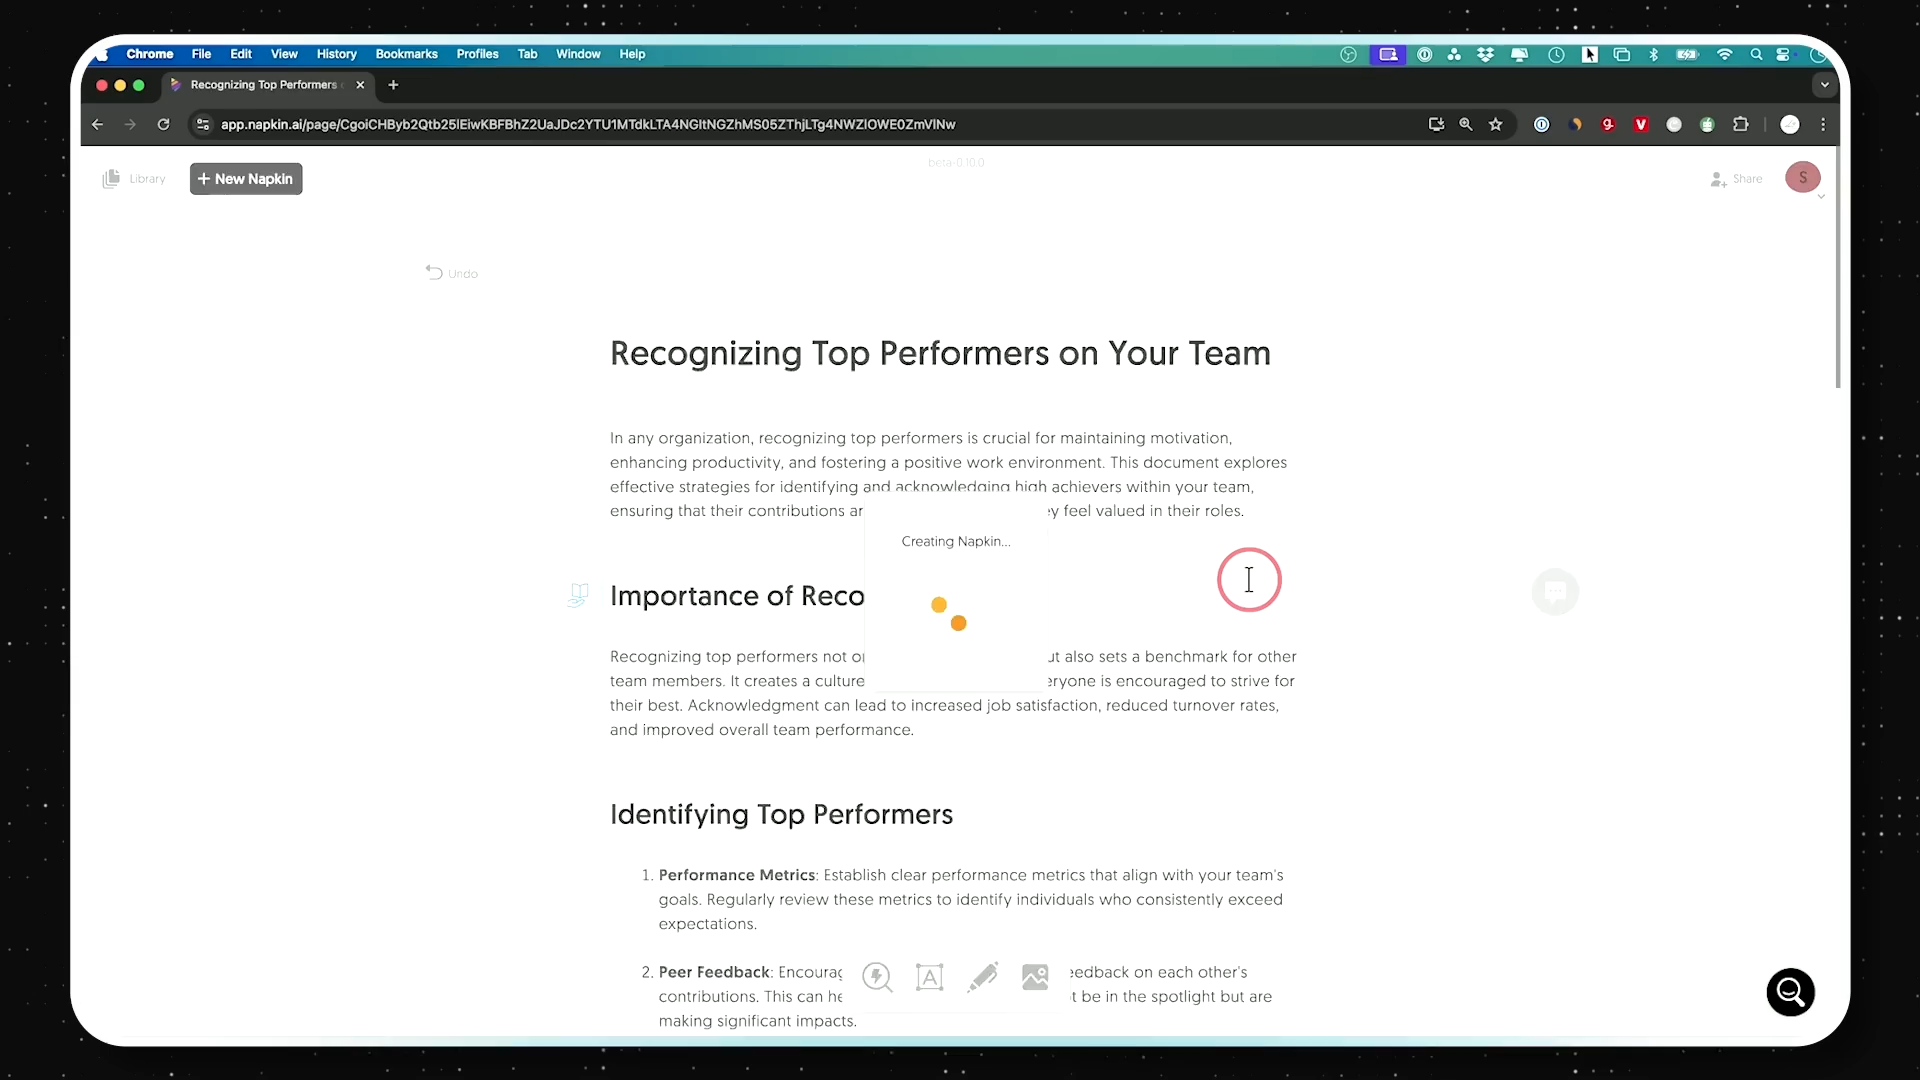 Chrome File Edit View History Bookmarks Profiles Tab Window Help
Recognizing Top Performers
app.napkin.ai/page/
Library
+ New Napkin
beta-0.10.0
Share
S
Undo
Recognizing Top Performers on Your Team
In any organization, recognizing top performers is crucial for maintaining motivation,
enhancing productivity, and fostering a positive work environment. This document explores
effective strategies for identifying and acknowledging high achievers within your team,
ensuring that their contributions ey feel valued in their roles.
Creating Napkin...
Importance of Reco
Recognizing top performers not ut also sets a benchmark for other
team members. It creates a culture eryone is encouraged to strive for
their best. Acknowledgment can lead to increased job satisfaction, reduced turnover rates,
and improved overall team performance.
Identifying Top Performers
1. Performance Metrics: Establish clear performance metrics that align with your team's
goals. Regularly review these metrics to identify individuals who consistently exceed
expectations.
2. Peer Feedback: Encourag eedback on each other's
contributions. This can he t be in the spotlight but are
making significant impacts.